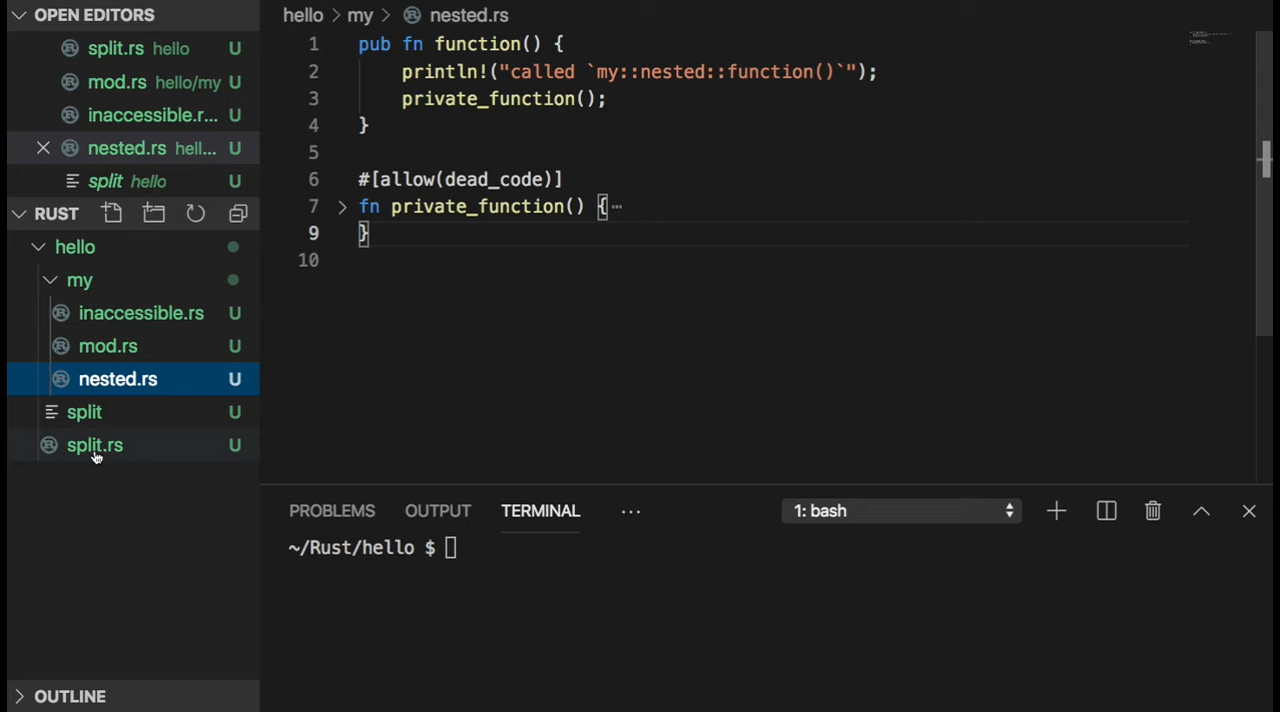 OPEN EDITORS
split.rs hello U
mod.rs hello/my U
inaccessible.r... U
nested.rs hell... U
split hello U
RUST
hello
my
inaccessible.rs U
mod.rs U
nested.rs U
split U
split.rs U
OUTLINE
hello > my > nested.rs
1 pub fn function() {
2 println!("called `my::nested::function()`");
3 private_function();
4 }
5
6 #[allow(dead_code)]
7 fn private_function() {⋯
9 }
10
PROBLEMS OUTPUT TERMINAL ⋯ 1: bash
~/Rust/hello $